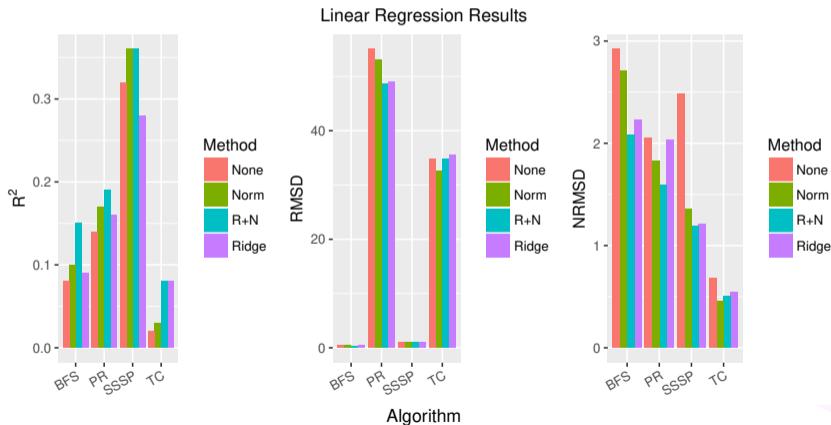 Linear Regression Results
R²
0.3
0.2
0.1
0.0
BFS
PR
SSSP
TC
Method
None
Norm
R+N
Ridge
RMSD
40
20
0
BFS
PR
SSSP
TC
Method
None
Norm
R+N
Ridge
NRMSD
3
2
1
0
BFS
PR
SSSP
TC
Method
None
Norm
R+N
Ridge
Algorithm